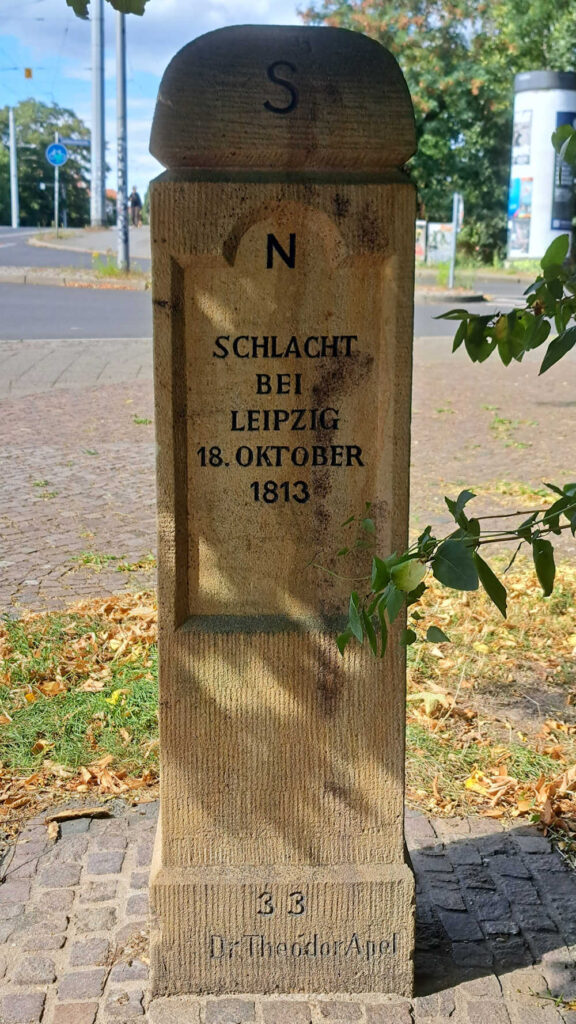 S
N
SCHLACHT
BEI
LEIPZIG
18. OKTOBER
1813
33
Dr. Theodor Apel